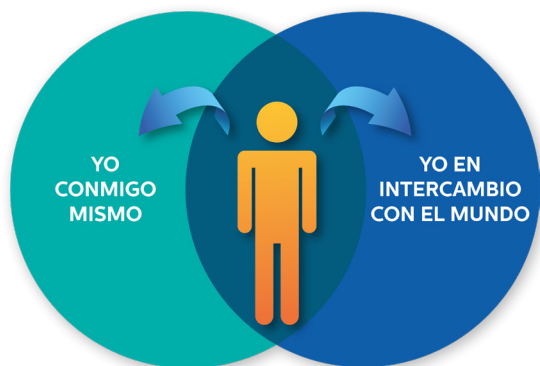 YO
CONMIGO
MISMO
YO EN
INTERCAMBIO
CON EL MUNDO